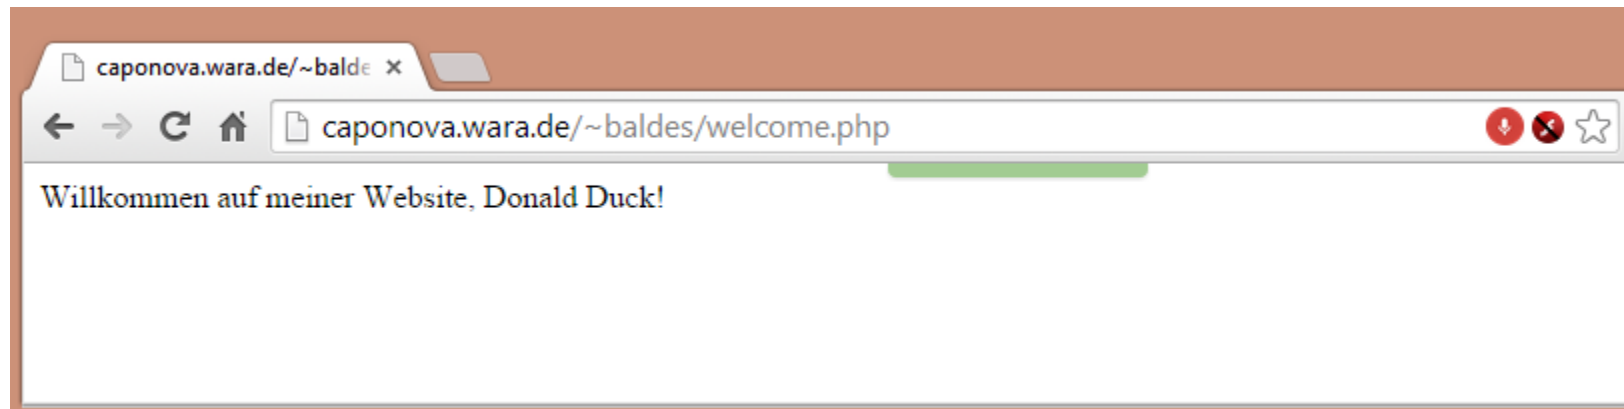 caponova.wara.de/~balde
caponova.wara.de/~baldes/welcome.php
Willkommen auf meiner Website, Donald Duck!